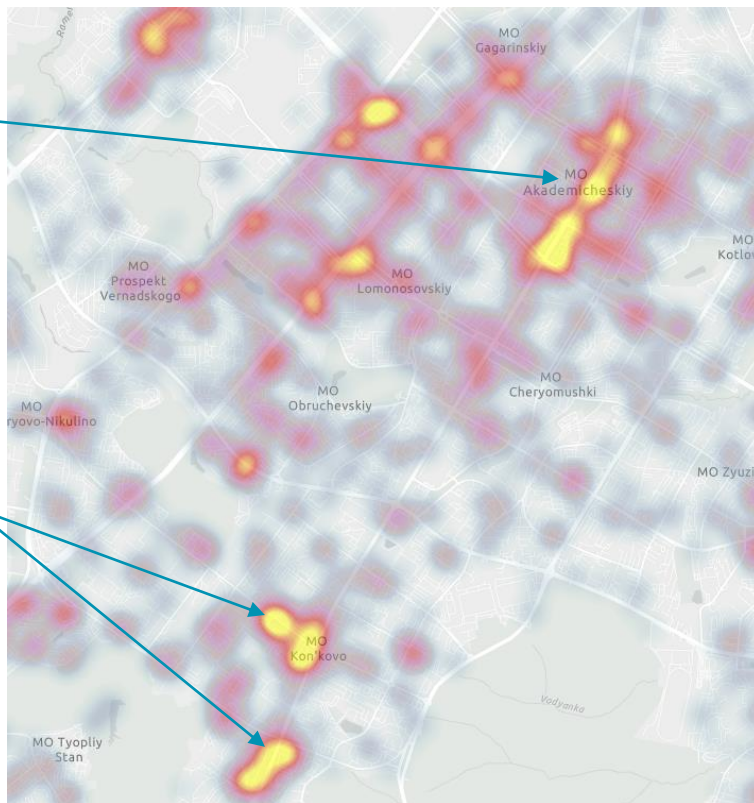 MO
Gagarinskiy
MO
Akademicheskiy
MO
MO
Prospekt
Vernadskogo
MO
Lomonosovskiy
MO
Cheryomushki
MO
Obruchevskiy
MO
ryovo-Nikulino
MO Zyuzi
MO
Kon'kovo
Vodyanka
MO Tyopliy
Stan